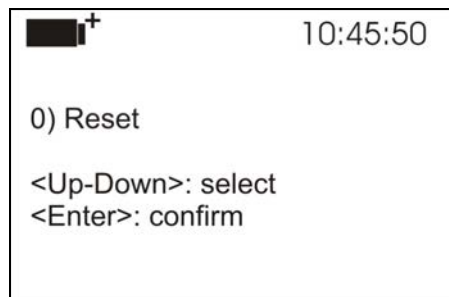 + 10:45:50
0) Reset
<Up-Down>: select
<Enter>: confirm